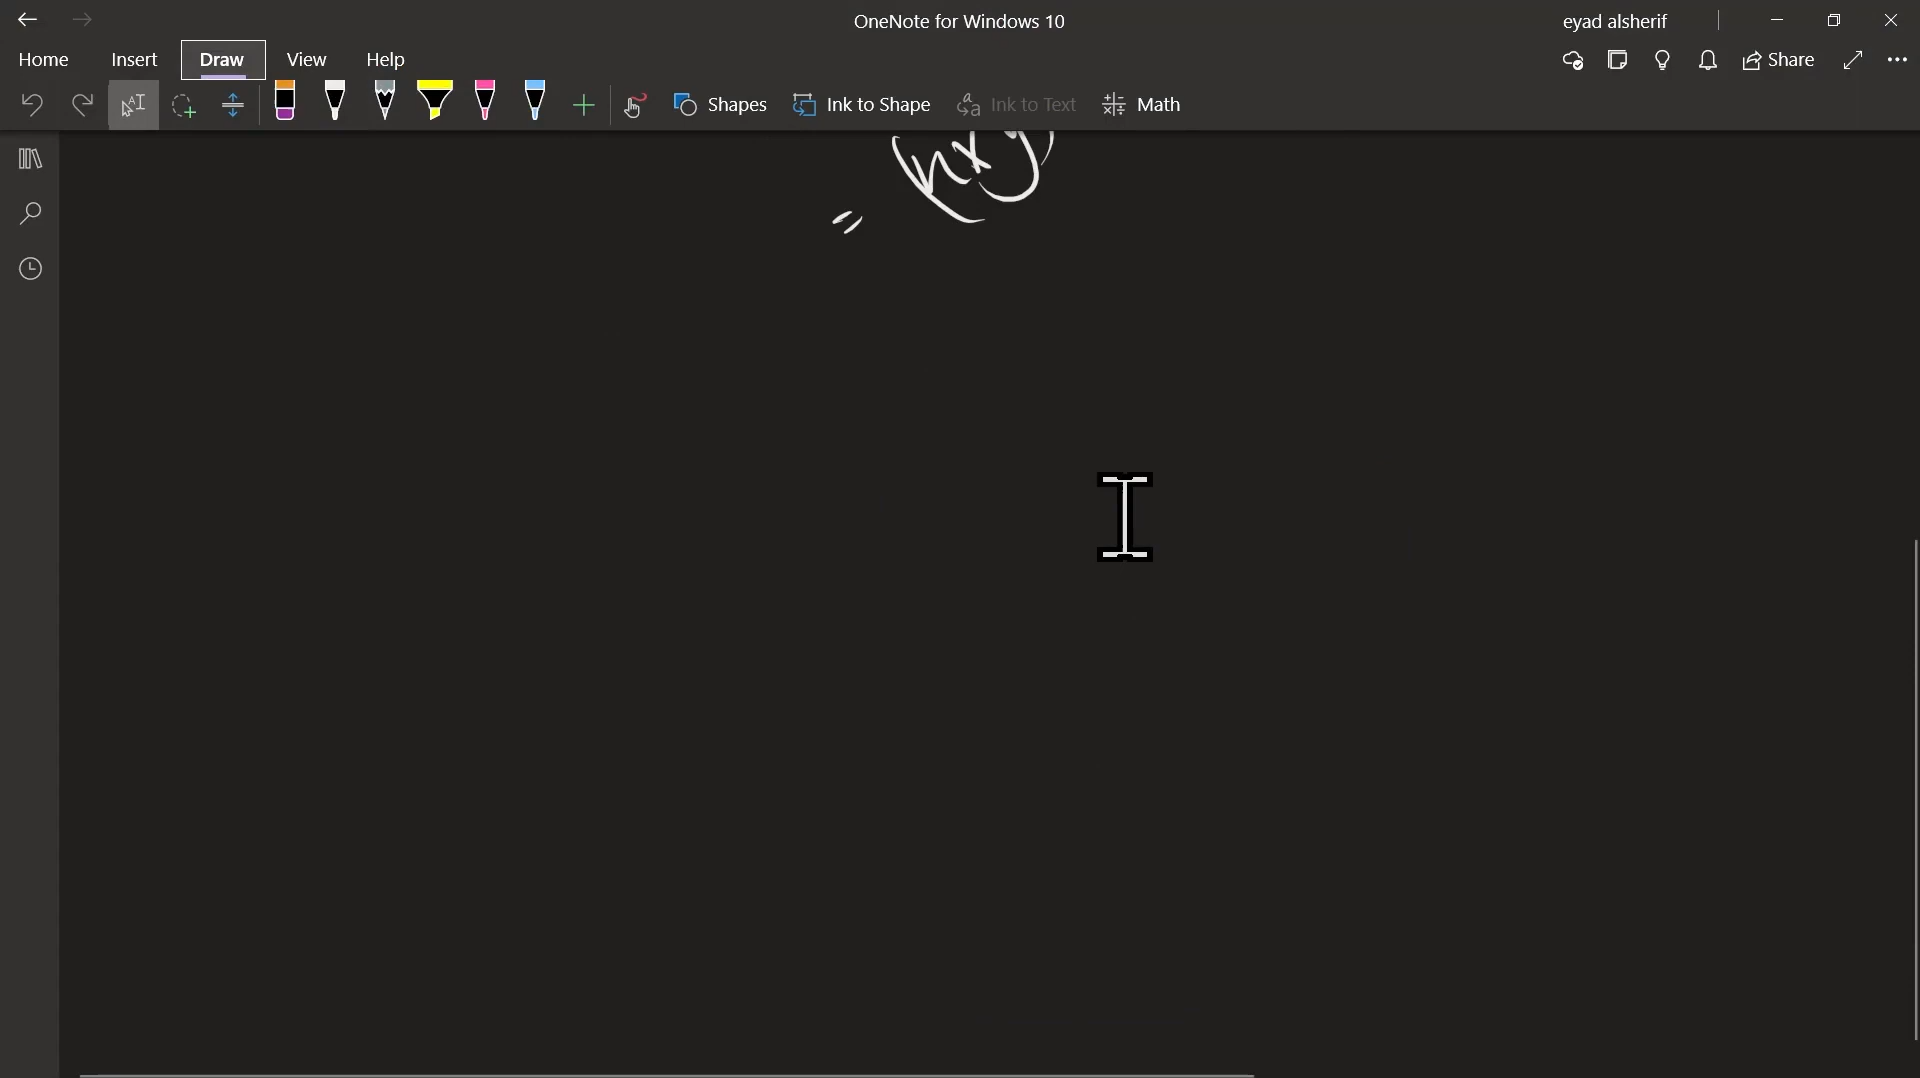 OneNote for Windows 10
eyad alsherif
Home Insert Draw View Help
Share
Shapes Ink to Shape Ink to Text Math
=